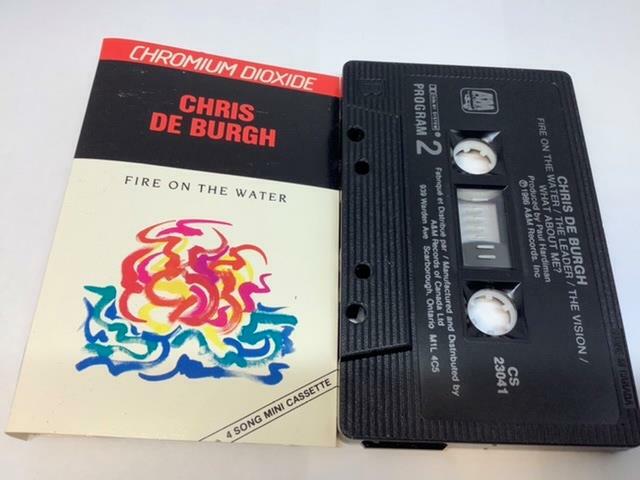 CHROMIUM DIOXIDE
CHRIS
DE BURGH
FIRE ON THE WATER
4 SONG MINI CASSETTE
A&M
PROGRAM 2
CHRIS DE BURGH
FIRE ON THE WATER / THE LEADER / THE VISION /
WHAT ABOUT ME?
Produced by Paul Hardiman
℗1986 A&M Records, Inc
CS
23041
Fabriqué et Distribué par / Manufactured and Distributed by
A&M Records of Canada Ltd
939 Warden Ave Scarborough, Ontario M1L 4C5